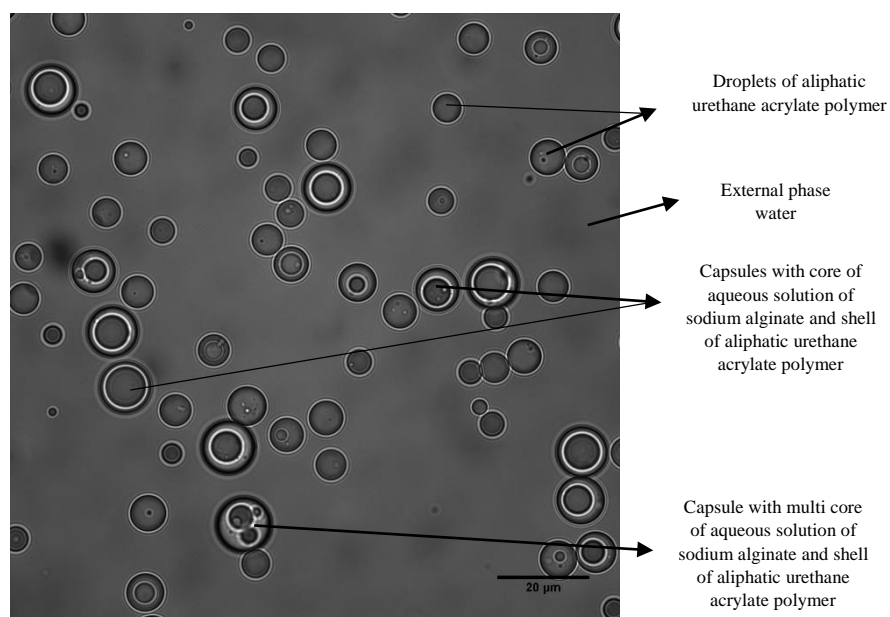 Droplets of aliphatic
urethane acrylate polymer
External phase
water
Capsules with core of
aqueous solution of
sodium alginate and shell
of aliphatic urethane
acrylate polymer
Capsule with multi core
of aqueous solution of
sodium alginate and shell
of aliphatic urethane
acrylate polymer
20 µm